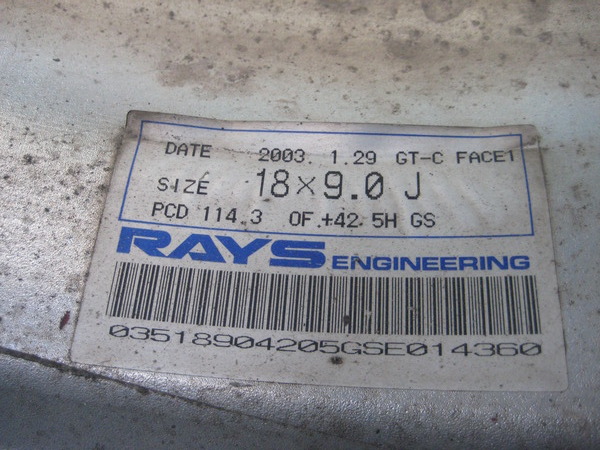 DATE 2003. 1.29 GT-C FACE1
SIZE 18×9.0 J
PCD 114.3 OF.+42 5H GS
RAYS ENGINEERING
03518904205GSE014360